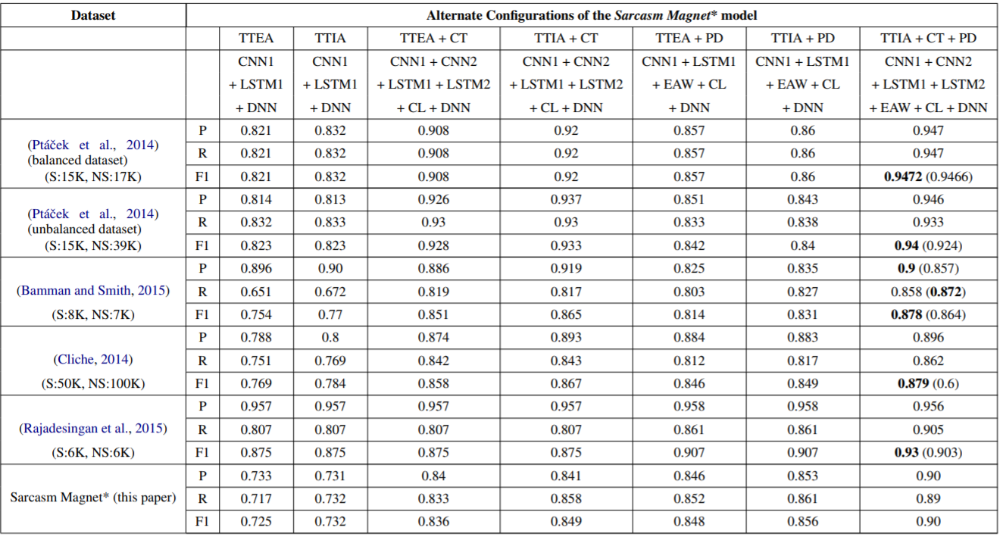 Dataset Alternate Configurations of the Sarcasm Magnet* model
TTEA TTIA TTEA + CT TTIA + CT TTEA + PD TTIA + PD TTIA + CT + PD
CNN1 CNN1 CNN1 + CNN2 CNN1 + CNN2 CNN1 + LSTM1 CNN1 + LSTM1 CNN1 + CNN2
+ LSTM1 + LSTM1 + LSTM1 + LSTM2 + LSTM1 + LSTM2 + EAW + CL + EAW + CL + LSTM1 + LSTM2
+ DNN + DNN + CL + DNN + CL + DNN + DNN + DNN + EAW + CL + DNN
P 0.821 0.832 0.908 0.92 0.857 0.86 0.947
(Ptáček et al., 2014)
(balanced dataset)
R 0.821 0.832 0.908 0.92 0.857 0.86 0.947
(S:15K, NS:17K) F1 0.821 0.832 0.908 0.92 0.857 0.86 0.9472 (0.9466)
P 0.814 0.813 0.926 0.937 0.851 0.843 0.946
(Ptáček et al., 2014)
(unbalanced dataset)
R 0.832 0.833 0.93 0.93 0.833 0.838 0.933
(S:15K, NS:39K) F1 0.823 0.823 0.928 0.933 0.842 0.84 0.94 (0.924)
P 0.896 0.90 0.886 0.919 0.825 0.835 0.9 (0.857)
(Bamman and Smith, 2015) R 0.651 0.672 0.819 0.817 0.803 0.827 0.858 (0.872)
(S:8K, NS:7K) F1 0.754 0.77 0.851 0.865 0.814 0.831 0.878 (0.864)
P 0.788 0.8 0.874 0.893 0.884 0.883 0.896
(Cliche, 2014) R 0.751 0.769 0.842 0.843 0.812 0.817 0.862
(S:50K, NS:100K) F1 0.769 0.784 0.858 0.867 0.846 0.849 0.879 (0.6)
P 0.957 0.957 0.957 0.957 0.958 0.958 0.956
(Rajadesingan et al., 2015) R 0.807 0.807 0.807 0.807 0.861 0.861 0.905
(S:6K, NS:6K) F1 0.875 0.875 0.875 0.875 0.907 0.907 0.93 (0.903)
P 0.733 0.731 0.84 0.841 0.846 0.853 0.90
Sarcasm Magnet* (this paper) R 0.717 0.732 0.833 0.858 0.852 0.861 0.89
F1 0.725 0.732 0.836 0.849 0.848 0.856 0.90